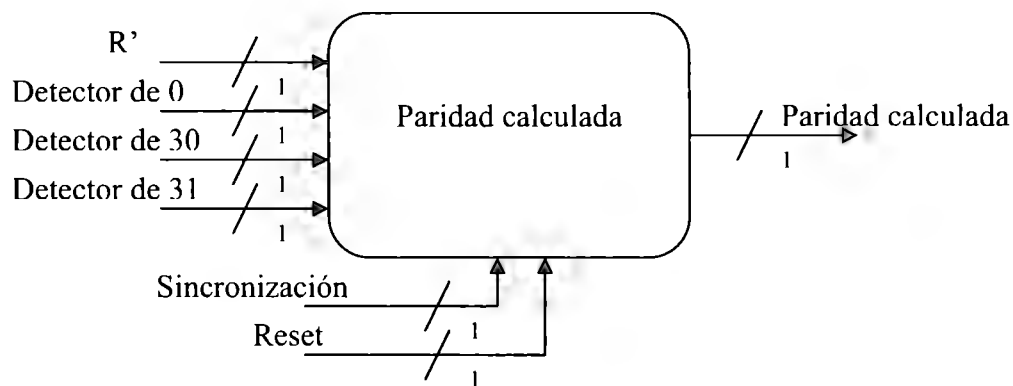 R’
1
Detector de 0
1
Detector de 30
1
Detector de 31
1
Paridad calculada
Paridad calculada
1
Sincronización
1
Reset
1